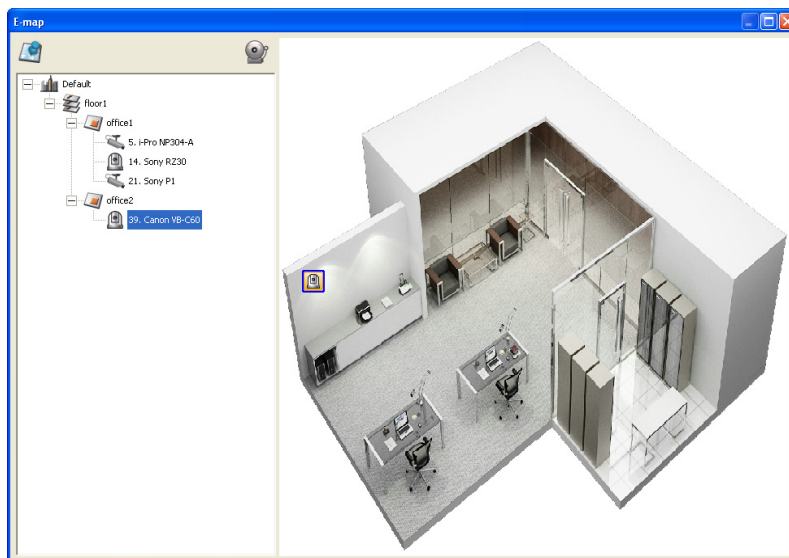 E-map
Default
floor1
office1
5. i-Pro NP304-A
14. Sony RZ30
21. Sony P1
office2
39. Canon VB-C60